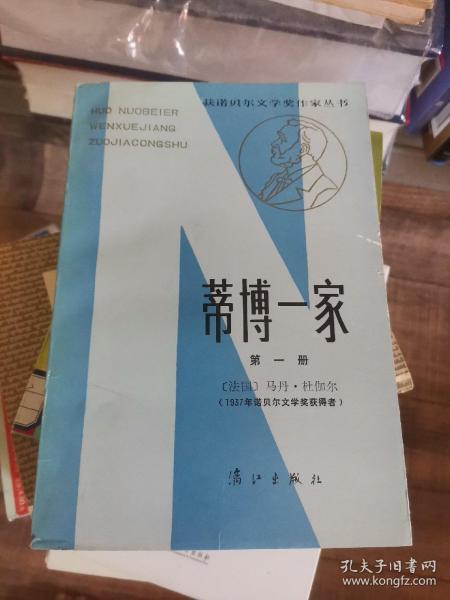 获诺贝尔文学奖作家丛书
HUO NUOBEIER
WENXUEJIANG
ZUOJIACONGSHU
蒂博一家
第一册
〔法国〕马丹·杜伽尔
(1937年诺贝尔文学奖获得者)
漓江出版社
孔夫子旧书网
www.kongfz.com